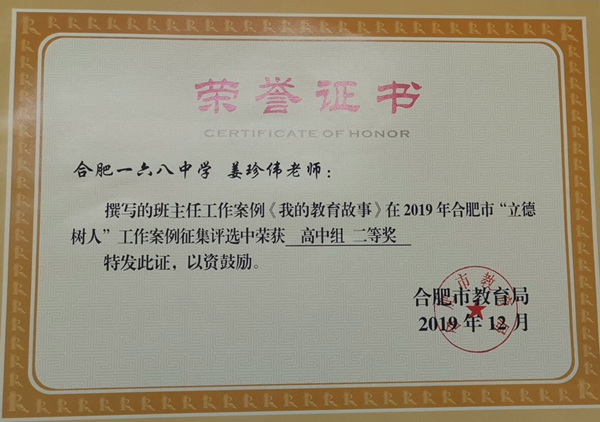 荣誉证书
CERTIFICATE OF HONOR
合肥一六八中学 姜珍伟老师：
撰写的班主任工作案例《我的教育故事》在2019年合肥市“立德
树人”工作案例征集评选中荣获 高中组 二等奖
特发此证，以资鼓励。
合肥市教育局
2019年12月